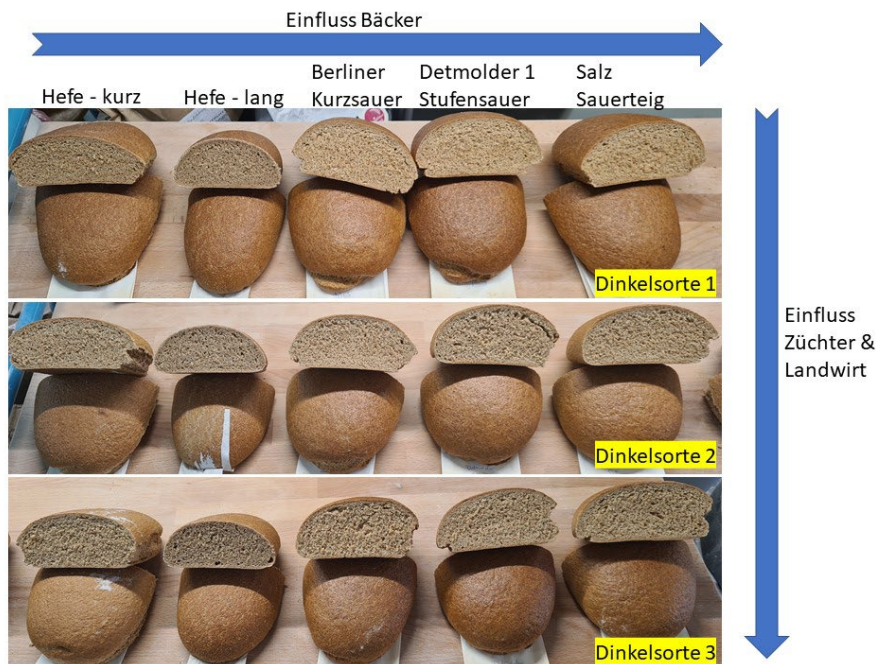 Einfluss Bäcker
Hefe - kurz
Hefe - lang
Berliner
Kurzsauer
Detmolder 1
Stufensauer
Salz
Sauerteig
Dinkelsorte 1
Dinkelsorte 2
Dinkelsorte 3
Einfluss
Züchter &
Landwirt